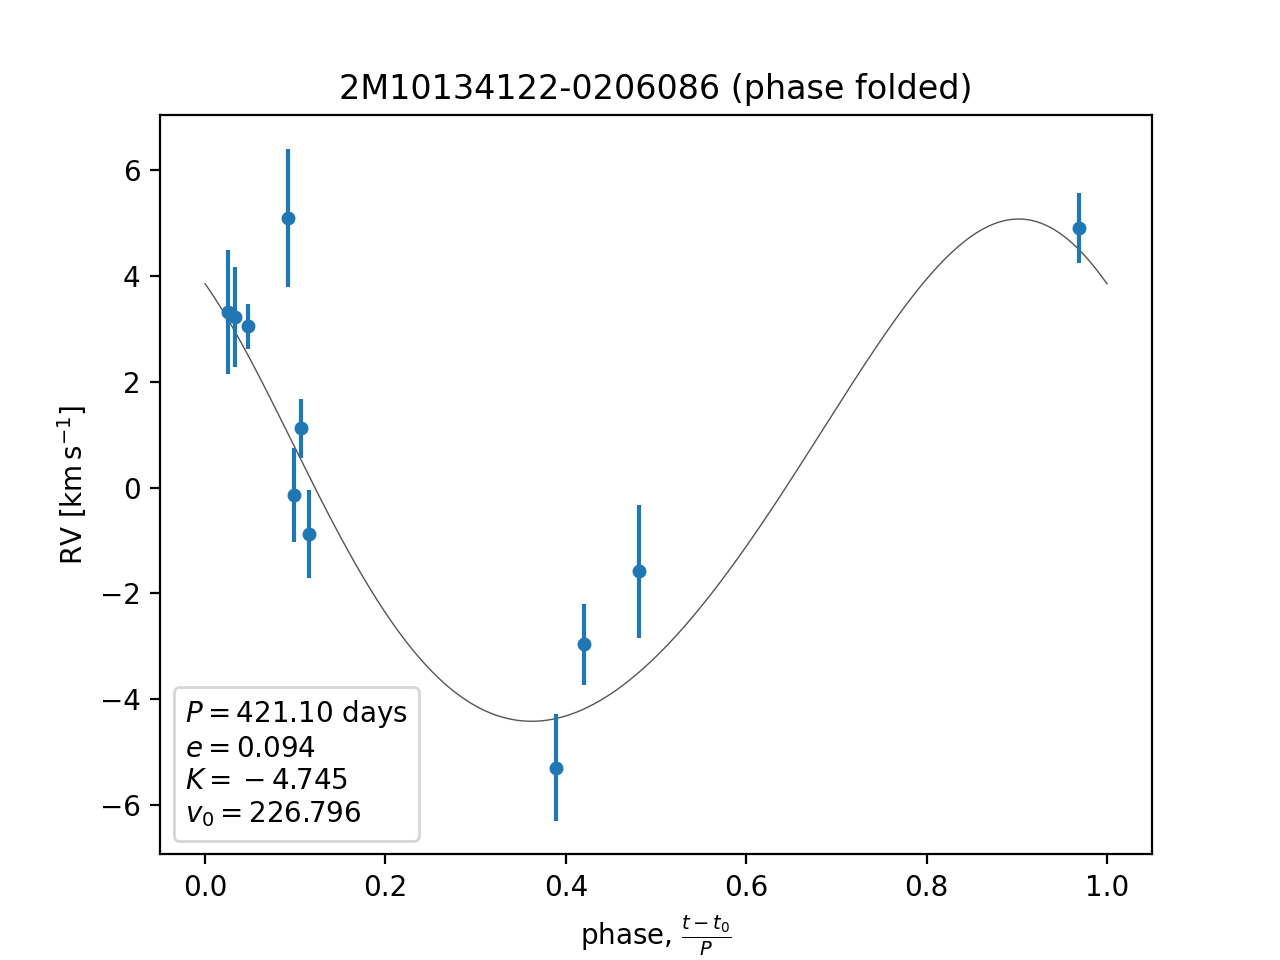 2M10134122-0206086 (phase folded)
RV [km s⁻¹]
6
4
2
0
−2
−4
−6
P = 421.10 days
e = 0.094
K = −4.745
v₀ = 226.796
0.0 0.2 0.4 0.6 0.8 1.0
phase, (t − t₀)/P